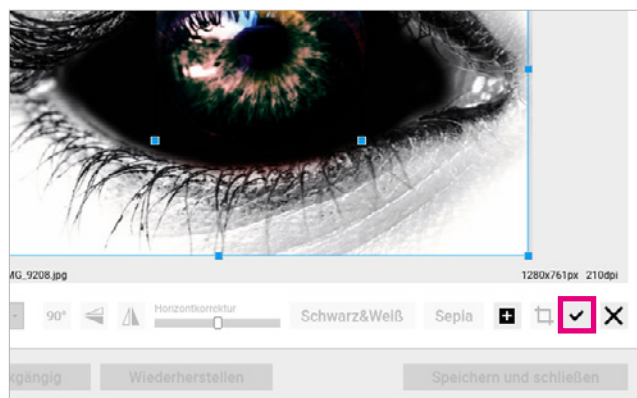 MG_9208.jpg
1280x761px 210dpi
90°
Horizontkorrektur
Schwarz&Weiß
Sepia
kgängig
Wiederherstellen
Speichern und schließen